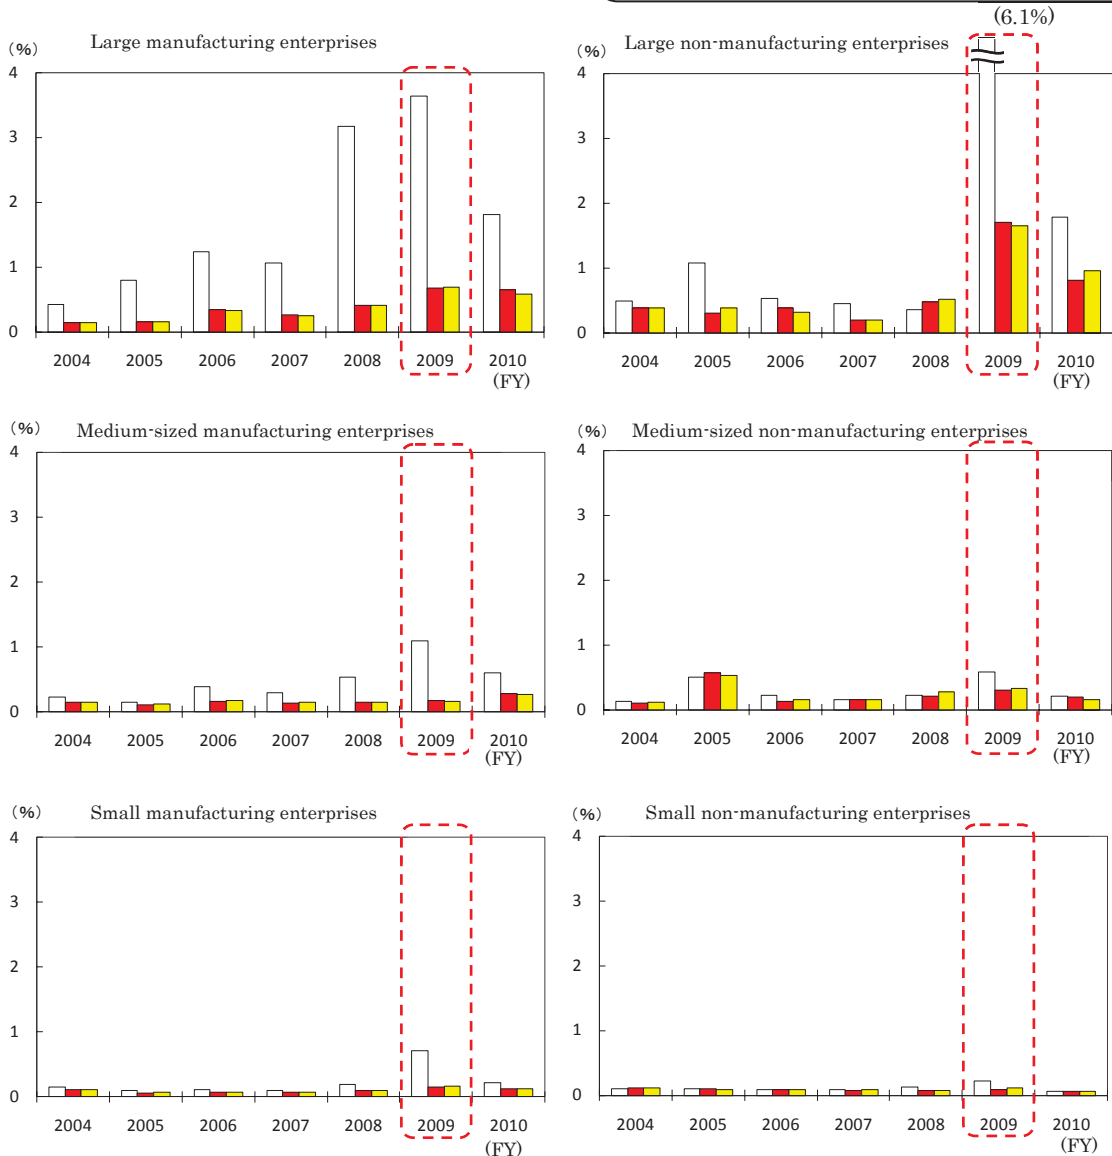 (6.1%)
(%) Large manufacturing enterprises
4
3
2
1
0
2004 2005 2006 2007 2008 2009 2010
(FY)
(%) Large non-manufacturing enterprises
4
3
2
1
0
2004 2005 2006 2007 2008 2009 2010
(FY)
(%) Medium-sized manufacturing enterprises
4
3
2
1
0
2004 2005 2006 2007 2008 2009 2010
(FY)
(%) Medium-sized non-manufacturing enterprises
4
3
2
1
0
2004 2005 2006 2007 2008 2009 2010
(FY)
(%) Small manufacturing enterprises
4
3
2
1
0
2004 2005 2006 2007 2008 2009 2010
(FY)
(%) Small non-manufacturing enterprises
4
3
2
1
0
2004 2005 2006 2007 2008 2009 2010
(FY)